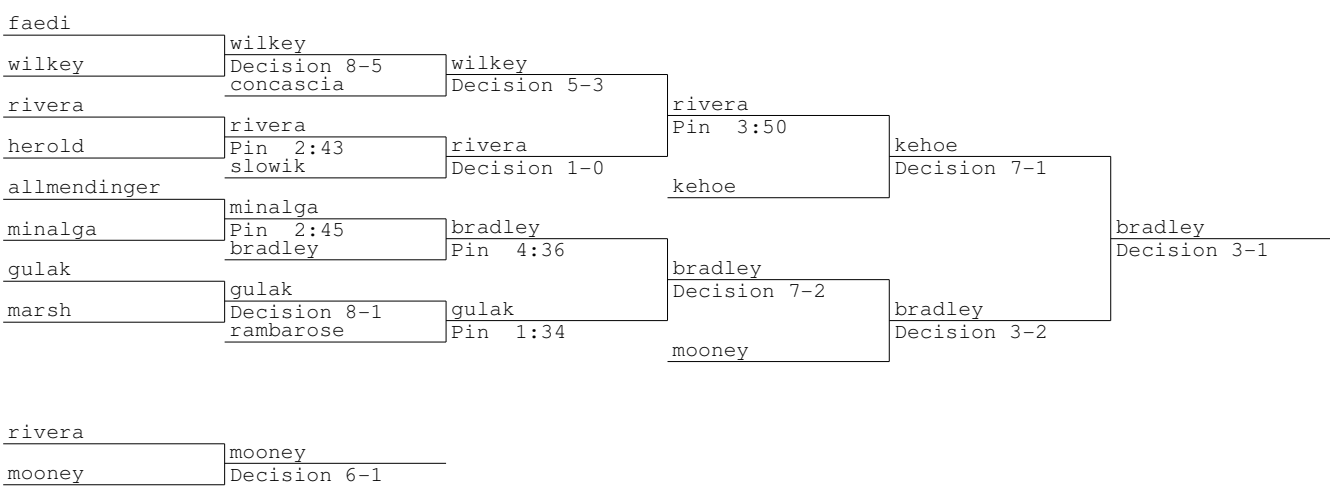 faedi
wilkey
wilkey
Decision 8-5
wilkey
concascia
Decision 5-3
rivera
rivera
rivera
Pin 3:50
herold
Pin 2:43
rivera
kehoe
slowik
Decision 1-0
Decision 7-1
allmendinger
kehoe
minalga
minalga
Pin 2:45
bradley
bradley
bradley
Pin 4:36
Decision 3-1
gulak
bradley
gulak
Decision 7-2
marsh
Decision 8-1
gulak
bradley
rambarose
Pin 1:34
Decision 3-2
mooney
rivera
mooney
mooney
Decision 6-1